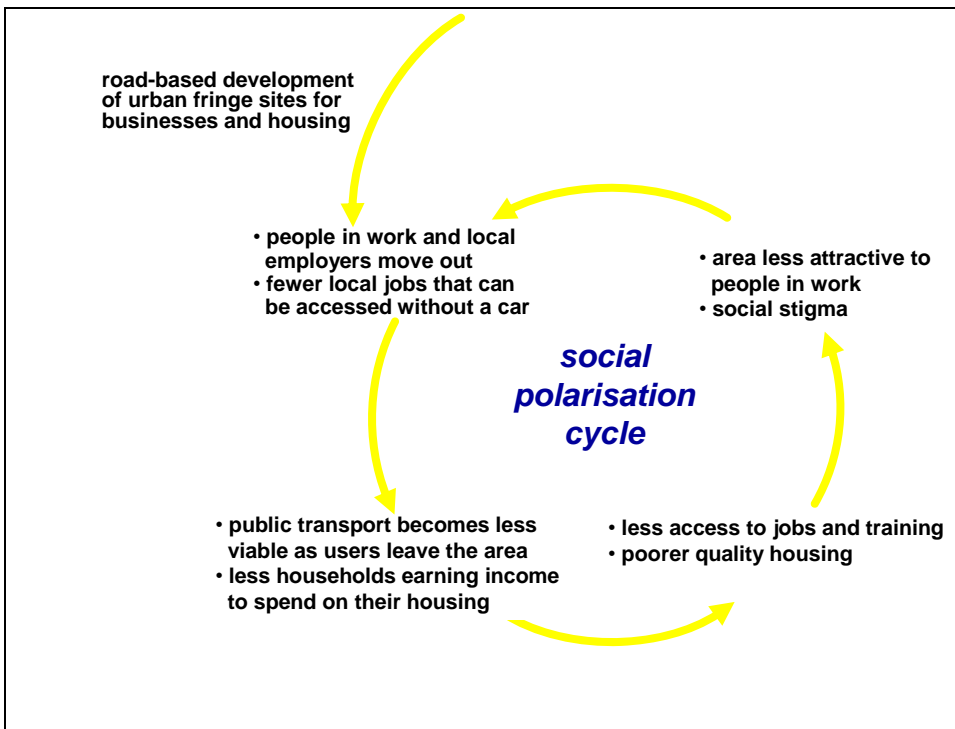 road-based development
of urban fringe sites for
businesses and housing
• people in work and local
employers move out
• fewer local jobs that can
be accessed without a car
• area less attractive to
people in work
• social stigma
social
polarisation
cycle
• public transport becomes less
viable as users leave the area
• less households earning income
to spend on their housing
• less access to jobs and training
• poorer quality housing